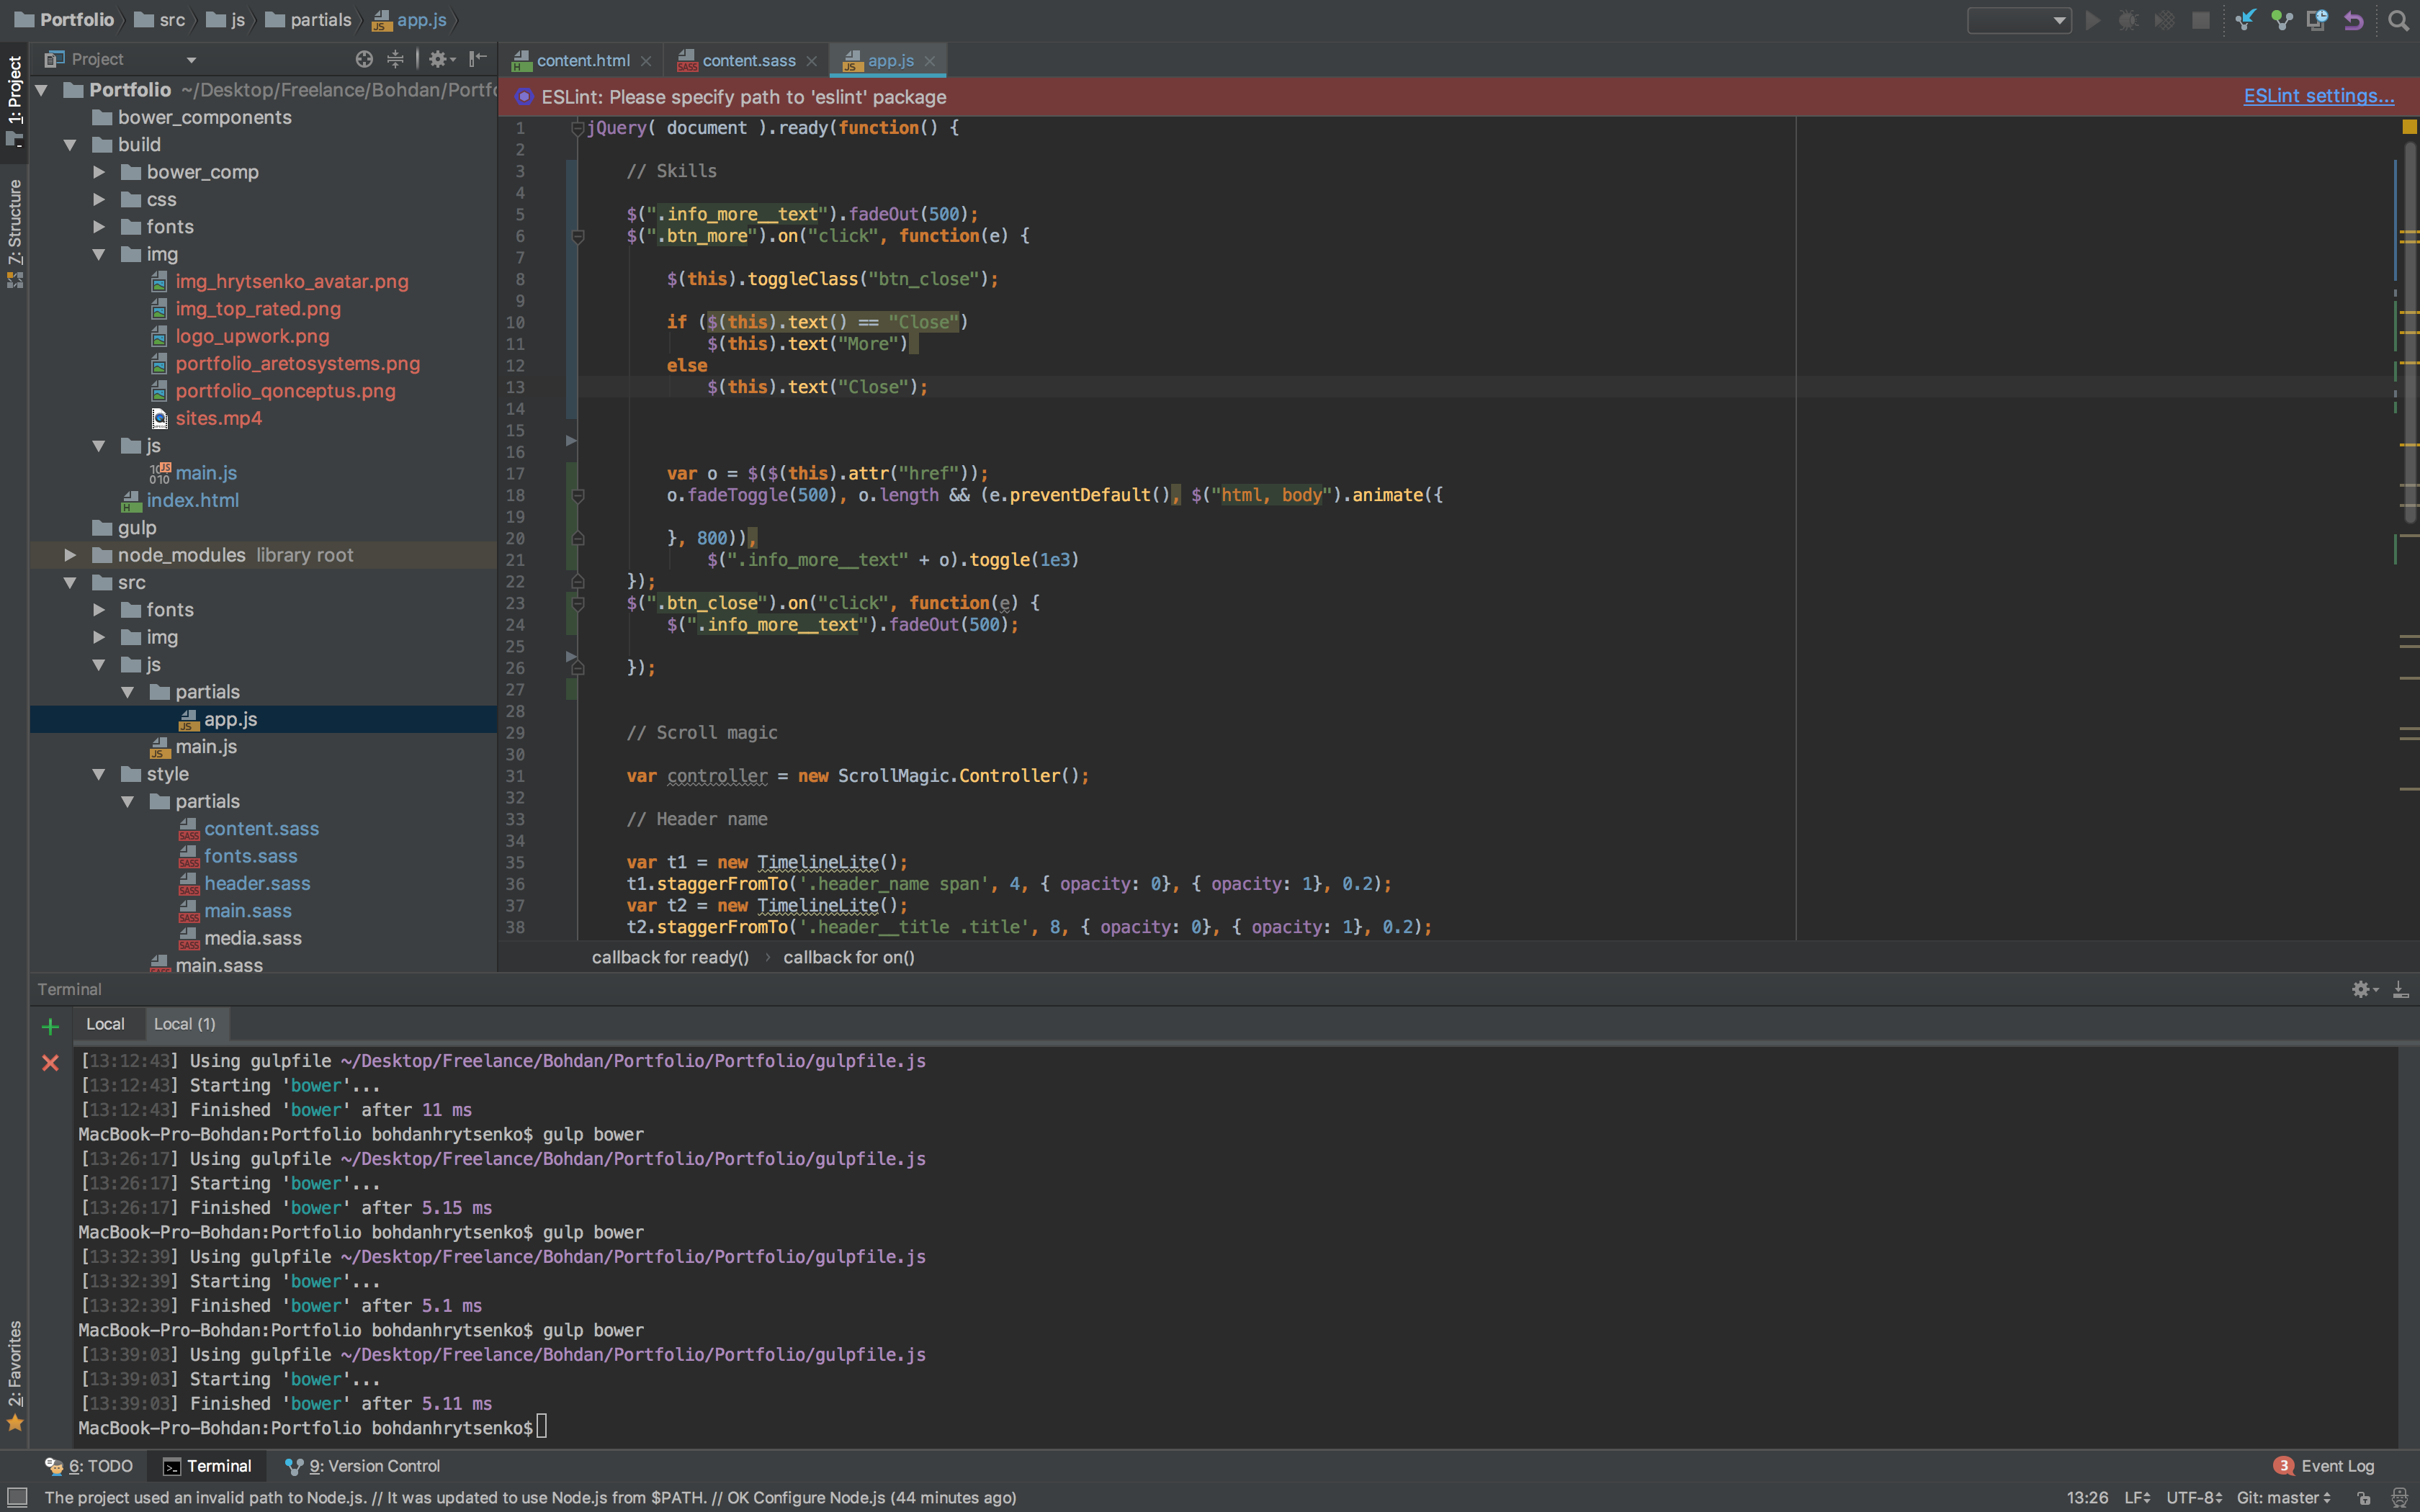 Portfolio src js partials app.js
1: Project
7: Structure
2: Favorites
Project
Portfolio ~/Desktop/Freelance/Bohdan/Portfo
bower_components
build
bower_comp
css
fonts
img
img_hrytsenko_avatar.png
img_top_rated.png
logo_upwork.png
portfolio_aretosystems.png
portfolio_qonceptus.png
sites.mp4
js
main.js
index.html
gulp
node_modules library root
src
fonts
img
js
partials
app.js
main.js
style
partials
content.sass
fonts.sass
header.sass
main.sass
media.sass
main.sass
content.html content.sass app.js
ESLint: Please specify path to 'eslint' package ESLint settings...
1 jQuery( document ).ready(function() {
2
3 // Skills
4
5 $(".info_more__text").fadeOut(500);
6 $(".btn_more").on("click", function(e) {
7
8 $(this).toggleClass("btn_close");
9
10 if ($(this).text() == "Close")
11 $(this).text("More")
12 else
13 $(this).text("Close");
14
15
16
17 var o = $($(this).attr("href"));
18 o.fadeToggle(500), o.length && (e.preventDefault(), $("html, body").animate({
19
20 }, 800)),
21 $(".info_more__text" + o).toggle(1e3)
22 });
23 $(".btn_close").on("click", function(e) {
24 $(".info_more__text").fadeOut(500);
25
26 });
27
28
29 // Scroll magic
30
31 var controller = new ScrollMagic.Controller();
32
33 // Header name
34
35 var t1 = new TimelineLite();
36 t1.staggerFromTo('.header_name span', 4, { opacity: 0}, { opacity: 1}, 0.2);
37 var t2 = new TimelineLite();
38 t2.staggerFromTo('.header__title .title', 8, { opacity: 0}, { opacity: 1}, 0.2);
callback for ready() › callback for on()
Terminal
Local Local (1)
[13:12:43] Using gulpfile ~/Desktop/Freelance/Bohdan/Portfolio/Portfolio/gulpfile.js
[13:12:43] Starting 'bower'...
[13:12:43] Finished 'bower' after 11 ms
MacBook-Pro-Bohdan:Portfolio bohdanhrytsenko$ gulp bower
[13:26:17] Using gulpfile ~/Desktop/Freelance/Bohdan/Portfolio/Portfolio/gulpfile.js
[13:26:17] Starting 'bower'...
[13:26:17] Finished 'bower' after 5.15 ms
MacBook-Pro-Bohdan:Portfolio bohdanhrytsenko$ gulp bower
[13:32:39] Using gulpfile ~/Desktop/Freelance/Bohdan/Portfolio/Portfolio/gulpfile.js
[13:32:39] Starting 'bower'...
[13:32:39] Finished 'bower' after 5.1 ms
MacBook-Pro-Bohdan:Portfolio bohdanhrytsenko$ gulp bower
[13:39:03] Using gulpfile ~/Desktop/Freelance/Bohdan/Portfolio/Portfolio/gulpfile.js
[13:39:03] Starting 'bower'...
[13:39:03] Finished 'bower' after 5.11 ms
MacBook-Pro-Bohdan:Portfolio bohdanhrytsenko$
6: TODO Terminal 9: Version Control 3 Event Log
The project used an invalid path to Node.js. // It was updated to use Node.js from $PATH. // OK Configure Node.js (44 minutes ago) 13:26 LF UTF-8 Git: master